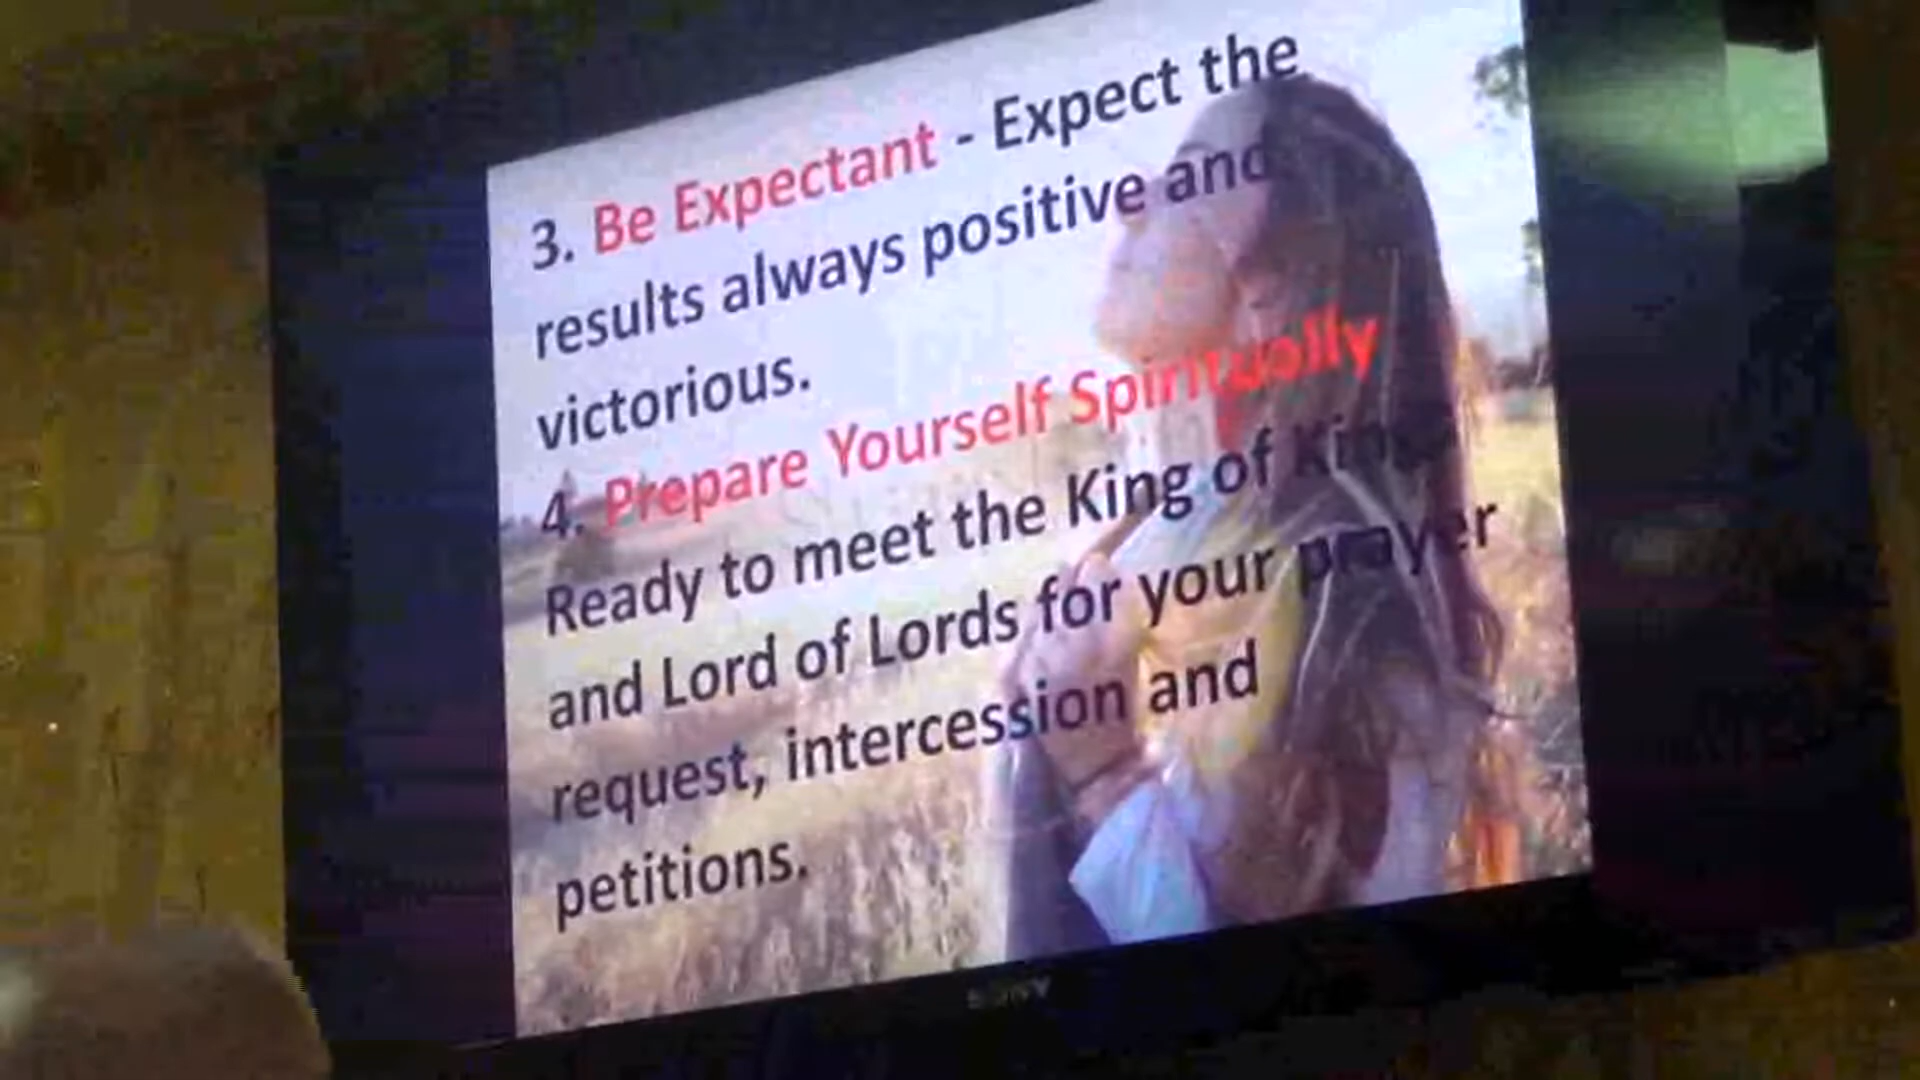 3. Be Expectant - Expect the
results always positive and
victorious.
4. Prepare Yourself Spiritually
Ready to meet the King of Kings
and Lord of Lords for your prayer
request, intercession and
petitions.
SONY